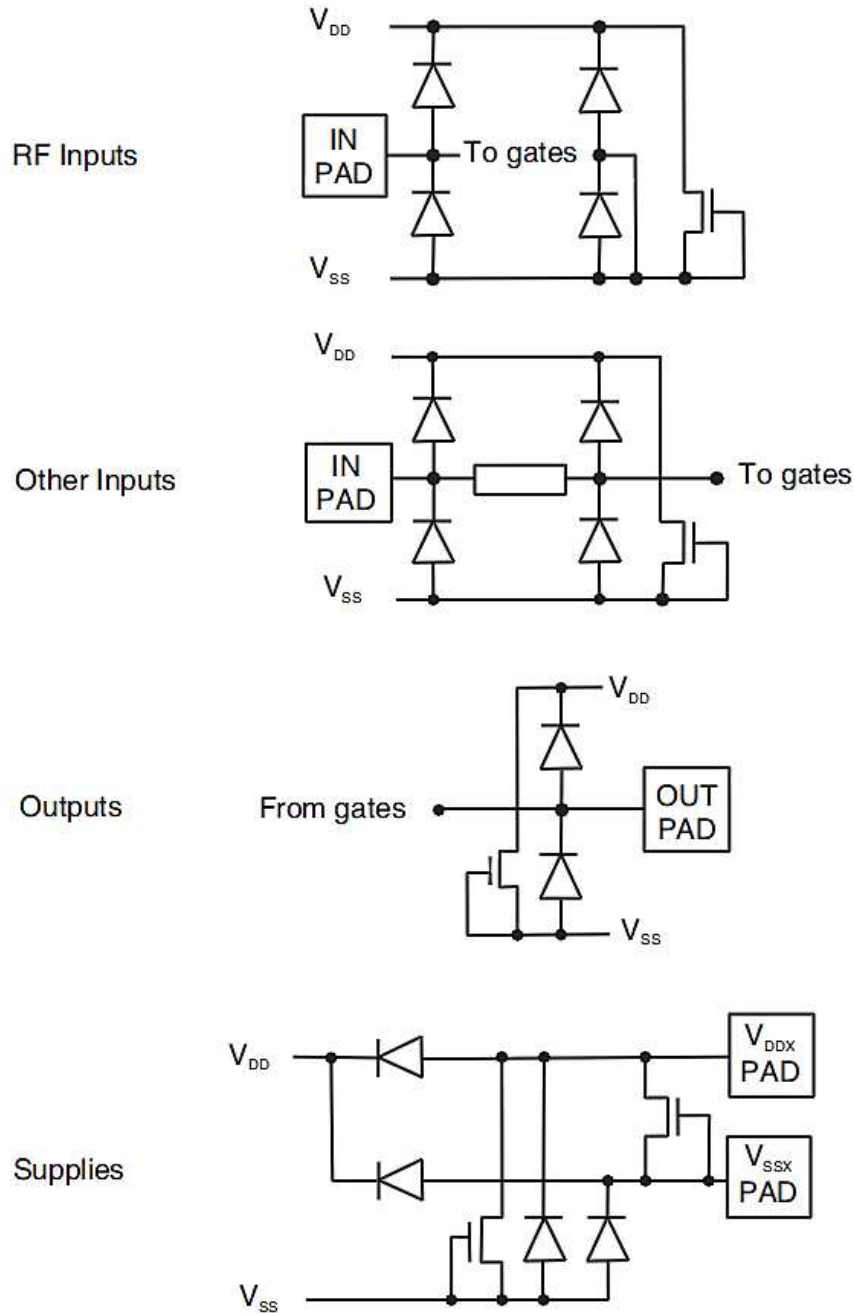 V_DD
RF Inputs
IN
PAD
To gates
V_SS
V_DD
Other Inputs
IN
PAD
To gates
V_SS
V_DD
Outputs
From gates
OUT
PAD
V_SS
V_DD
V_DDX
PAD
Supplies
V_SSX
PAD
V_SS